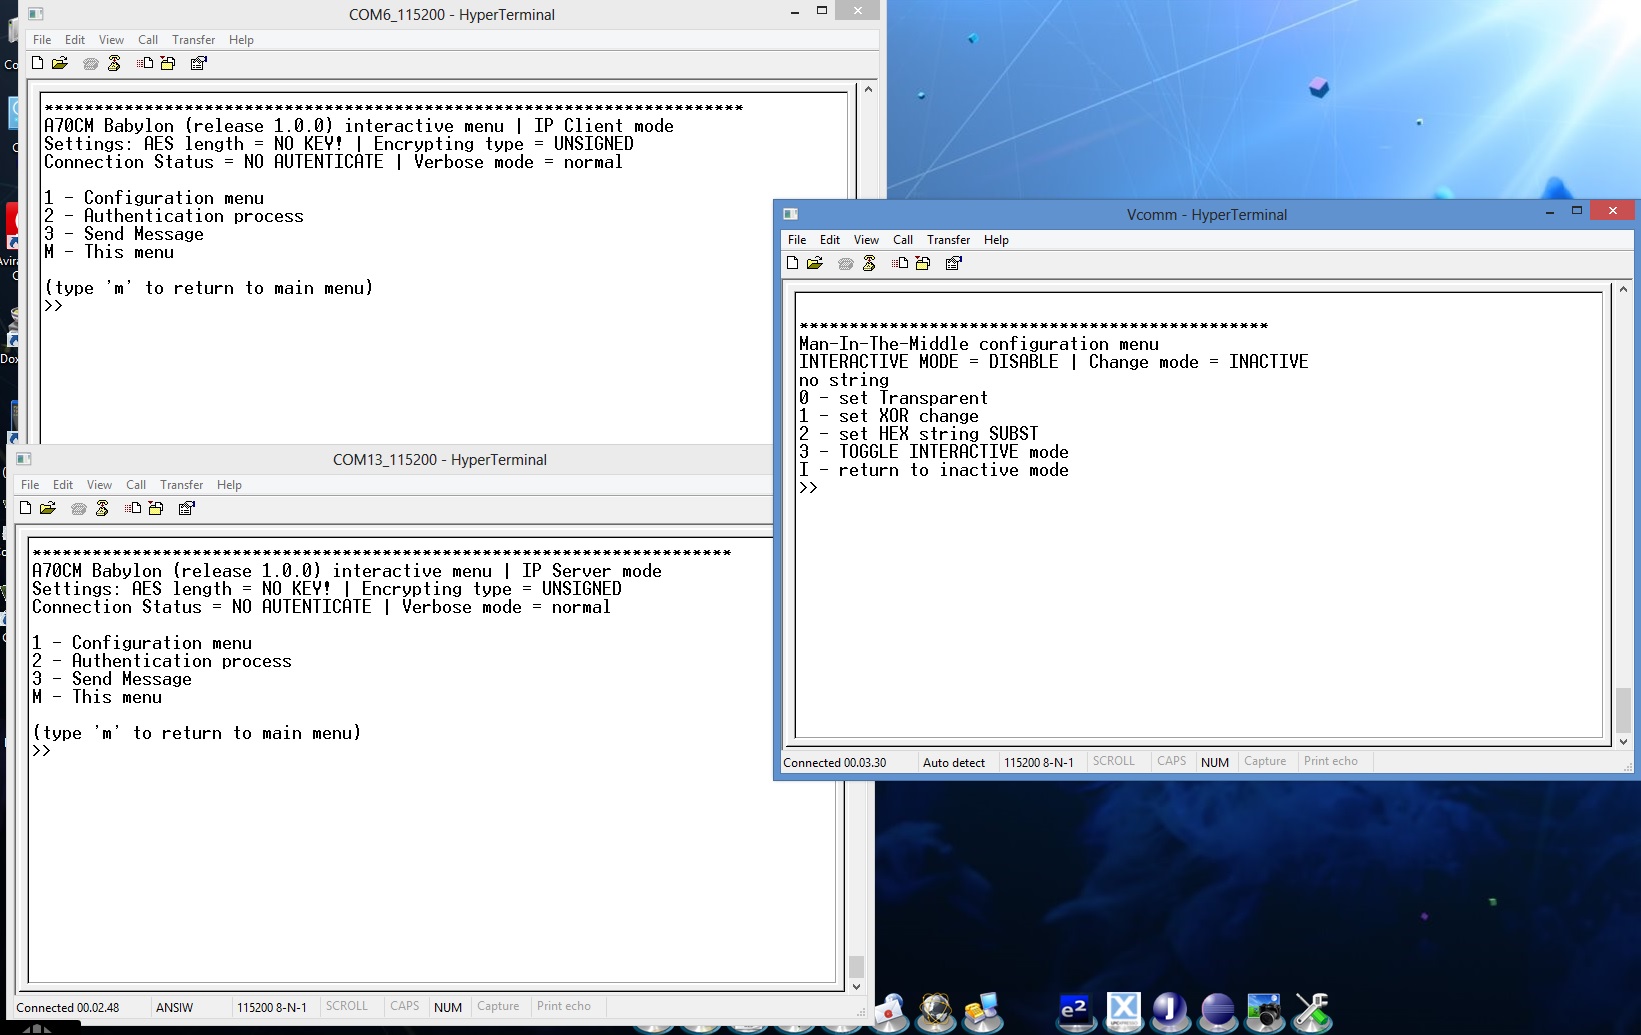 COM6_115200 - HyperTerminal
File Edit View Call Transfer Help
**********************************************************************
A70CM Babylon (release 1.0.0) interactive menu | IP Client mode
Settings: AES length = NO KEY! | Encrypting type = UNSIGNED
Connection Status = NO AUTENTICATE | Verbose mode = normal
1 - Configuration menu
2 - Authentication process
3 - Send Message
M - This menu
(type 'm' to return to main menu)
>>
COM13_115200 - HyperTerminal
File Edit View Call Transfer Help
**********************************************************************
A70CM Babylon (release 1.0.0) interactive menu | IP Server mode
Settings: AES length = NO KEY! | Encrypting type = UNSIGNED
Connection Status = NO AUTENTICATE | Verbose mode = normal
1 - Configuration menu
2 - Authentication process
3 - Send Message
M - This menu
(type 'm' to return to main menu)
>>
Connected 00.02.48 ANSIW 115200 8-N-1 SCROLL CAPS NUM Capture Print echo
Vcomm - HyperTerminal
File Edit View Call Transfer Help
***********************************************
Man-In-The-Middle configuration menu
INTERACTIVE MODE = DISABLE | Change mode = INACTIVE
no string
0 - set Transparent
1 - set XOR change
2 - set HEX string SUBST
3 - TOGGLE INTERACTIVE mode
I - return to inactive mode
>>
Connected 00.03.30 Auto detect 115200 8-N-1 SCROLL CAPS NUM Capture Print echo
e2
X
J